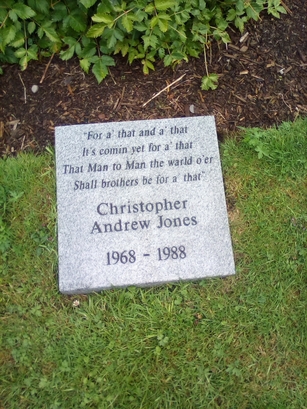 "For a' that and a' that
It's comin yet for a' that
That Man to Man the warld o'er
Shall brothers be for a' that"
Christopher
Andrew Jones
1968 - 1988